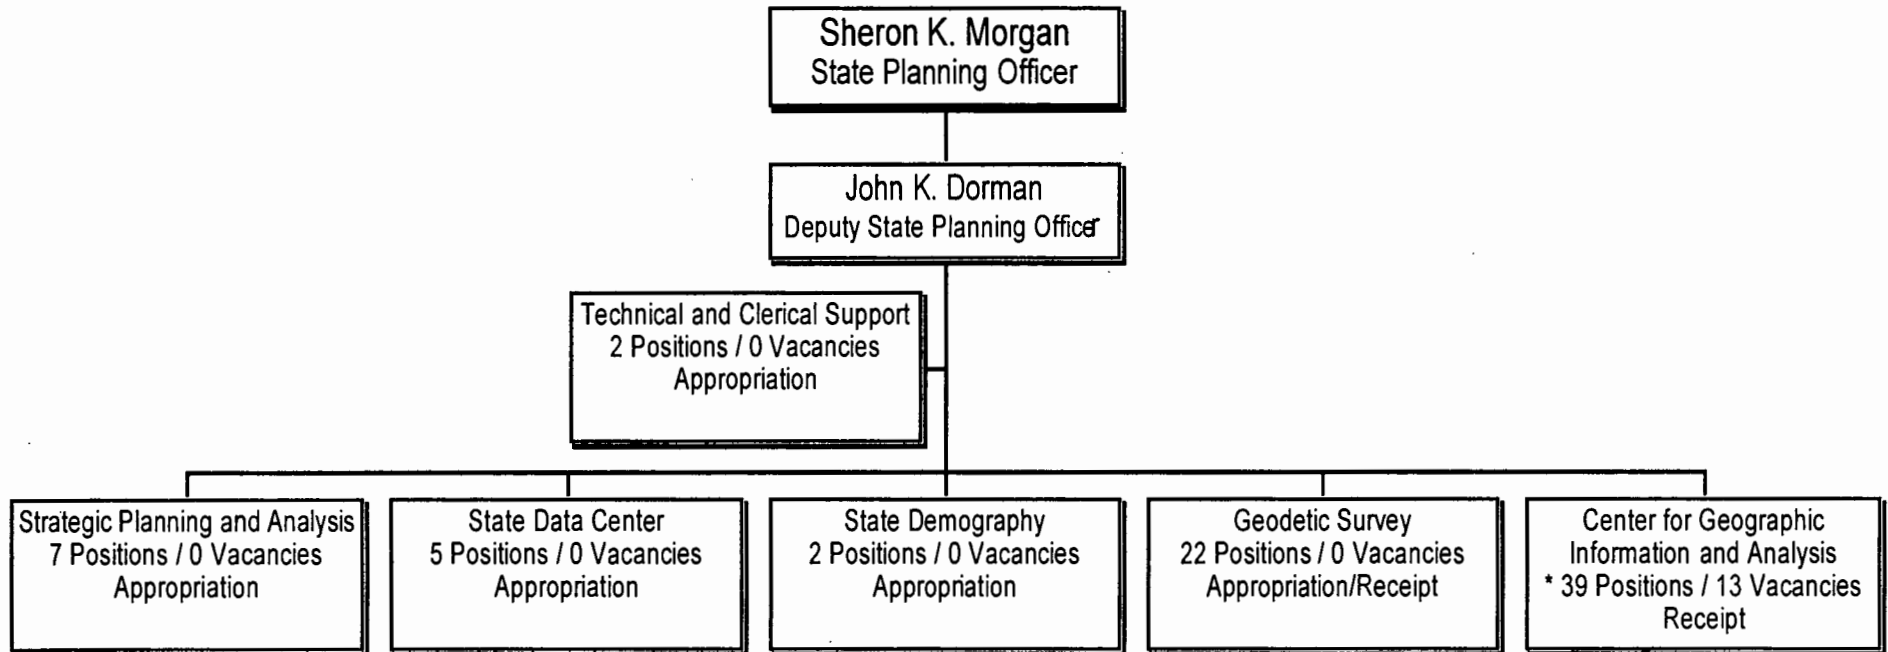 Sheron K. Morgan
State Planning Officer
John K. Dorman
Deputy State Planning Officer
Technical and Clerical Support
2 Positions / 0 Vacancies
Appropriation
Strategic Planning and Analysis
7 Positions / 0 Vacancies
Appropriation
State Data Center
5 Positions / 0 Vacancies
Appropriation
State Demography
2 Positions / 0 Vacancies
Appropriation
Geodetic Survey
22 Positions / 0 Vacancies
Appropriation/Receipt
Center for Geographic
Information and Analysis
* 39 Positions / 13 Vacancies
Receipt